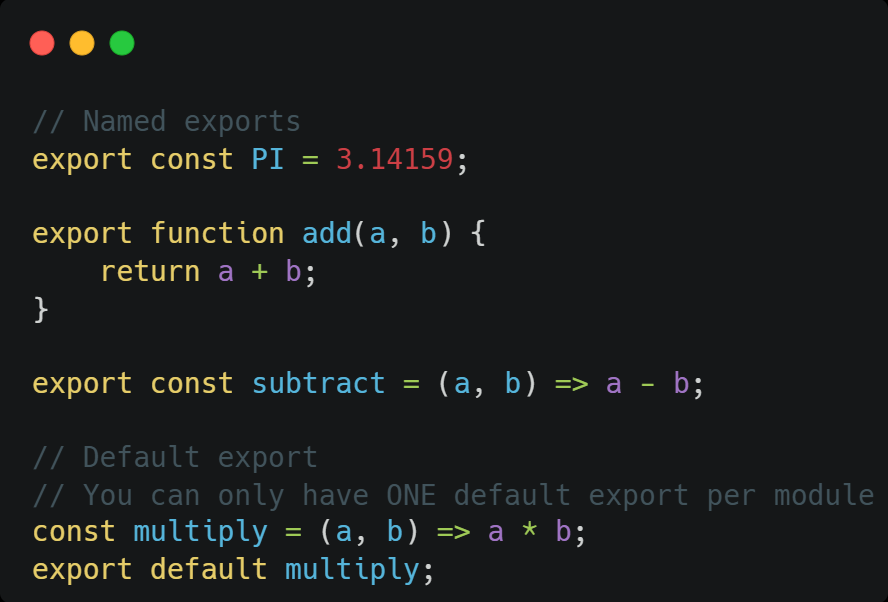 // Named exports
export const PI = 3.14159;

export function add(a, b) {
    return a + b;
}

export const subtract = (a, b) => a - b;

// Default export
// You can only have ONE default export per module
const multiply = (a, b) => a * b;
export default multiply;